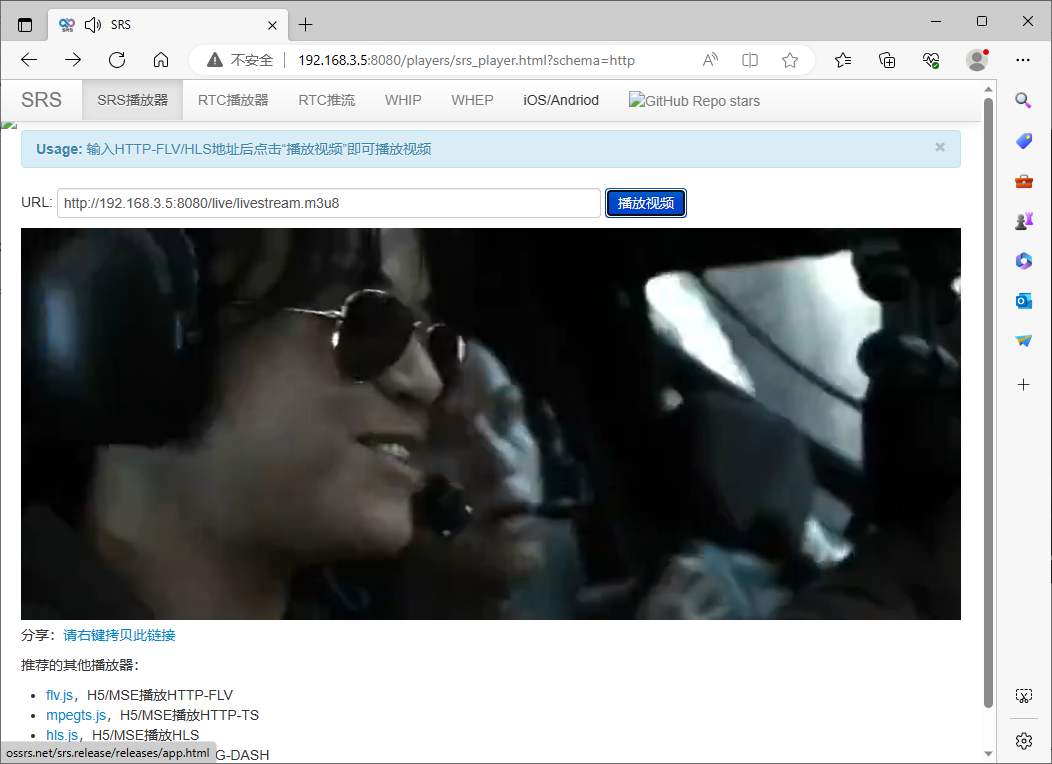 SRS
不安全 192.168.3.5:8080/players/srs_player.html?schema=http
SRS SRS播放器 RTC播放器 RTC推流 WHIP WHEP iOS/Andriod GitHub Repo stars
Usage: 输入HTTP-FLV/HLS地址后点击“播放视频”即可播放视频 ×
URL: http://192.168.3.5:8080/live/livestream.m3u8 播放视频
分享：请右键拷贝此链接
推荐的其他播放器：
flv.js，H5/MSE播放HTTP-FLV
mpegts.js，H5/MSE播放HTTP-TS
hls.js，H5/MSE播放HLS
ossrs.net/srs.release/releases/app.html G-DASH